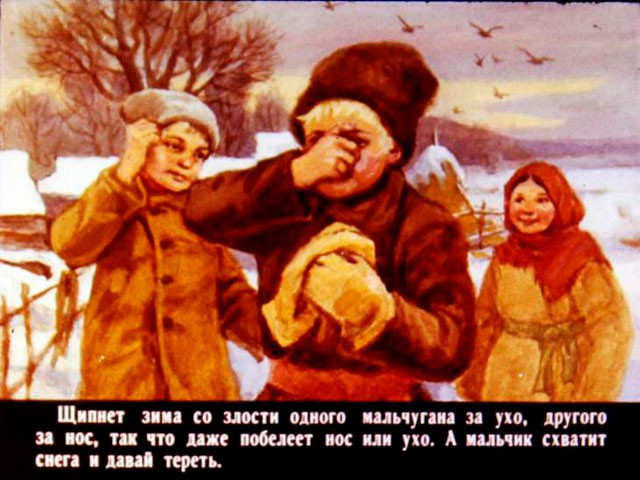 Щипнет зима со злости одного мальчугана за ухо, другого
за нос, так что даже побелеет нос или ухо. А мальчик схватит
снега и давай тереть.